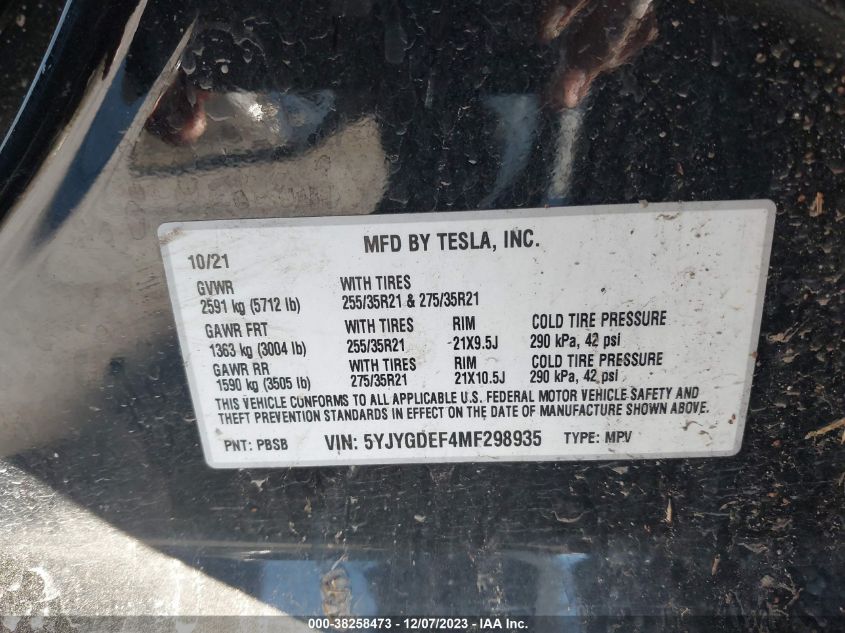 MFD BY TESLA, INC.
10/21
GVWR WITH TIRES
2591 kg (5712 lb) 255/35R21 & 275/35R21
GAWR FRT WITH TIRES RIM COLD TIRE PRESSURE
1363 kg (3004 lb) 255/35R21 21X9.5J 290 kPa, 42 psi
GAWR RR WITH TIRES RIM COLD TIRE PRESSURE
1590 kg (3505 lb) 275/35R21 21X10.5J 290 kPa, 42 psi
THIS VEHICLE CONFORMS TO ALL APPLICABLE U.S. FEDERAL MOTOR VEHICLE SAFETY AND
THEFT PREVENTION STANDARDS IN EFFECT ON THE DATE OF MANUFACTURE SHOWN ABOVE.
PNT: PBSB VIN: 5YJYGDEF4MF298935 TYPE: MPV
000-38258473 - 12/07/2023 - IAA Inc.